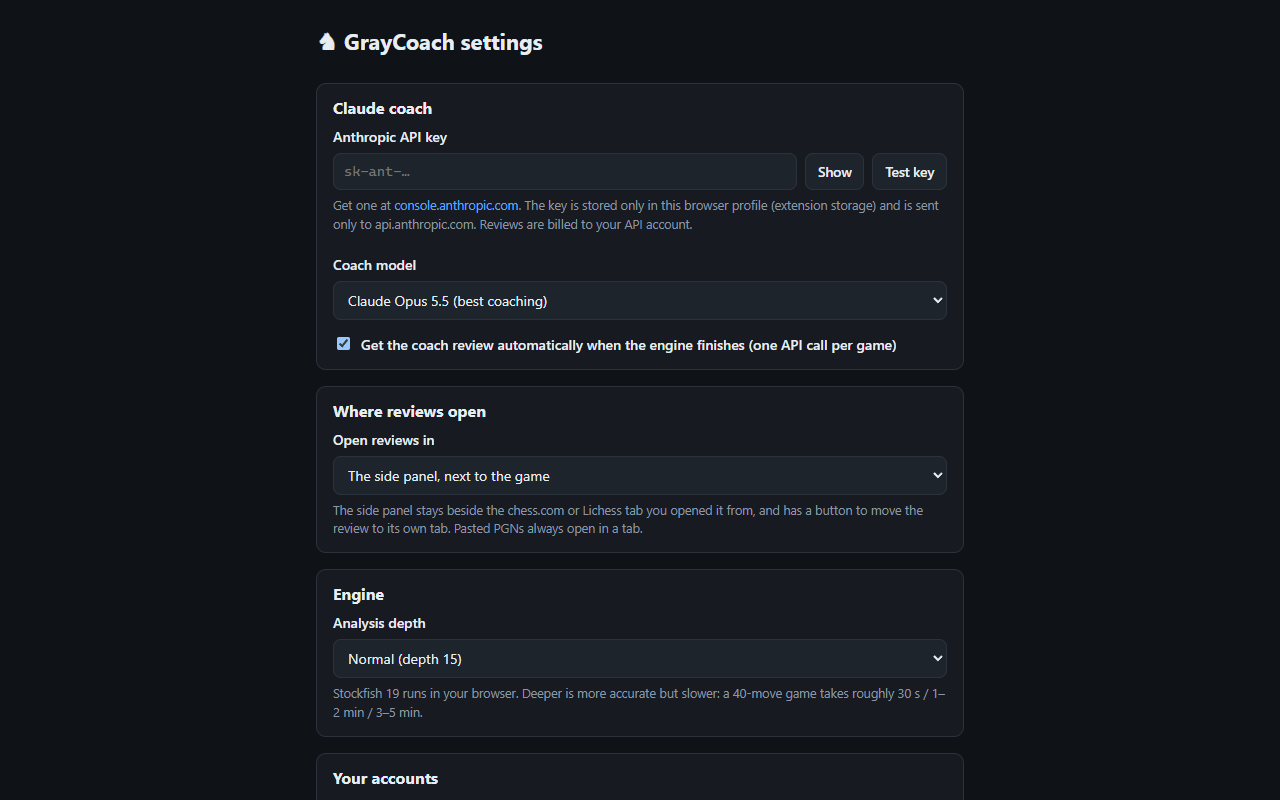 ♞ GrayCoach settings
Claude coach
Anthropic API key
sk-ant-…
Show
Test key
Get one at console.anthropic.com. The key is stored only in this browser profile (extension storage) and is sent
only to api.anthropic.com. Reviews are billed to your API account.
Coach model
Claude Opus 5.5 (best coaching)
Get the coach review automatically when the engine finishes (one API call per game)
Where reviews open
Open reviews in
The side panel, next to the game
The side panel stays beside the chess.com or Lichess tab you opened it from, and has a button to move the
review to its own tab. Pasted PGNs always open in a tab.
Engine
Analysis depth
Normal (depth 15)
Stockfish 19 runs in your browser. Deeper is more accurate but slower: a 40-move game takes roughly 30 s / 1–
2 min / 3–5 min.
Your accounts